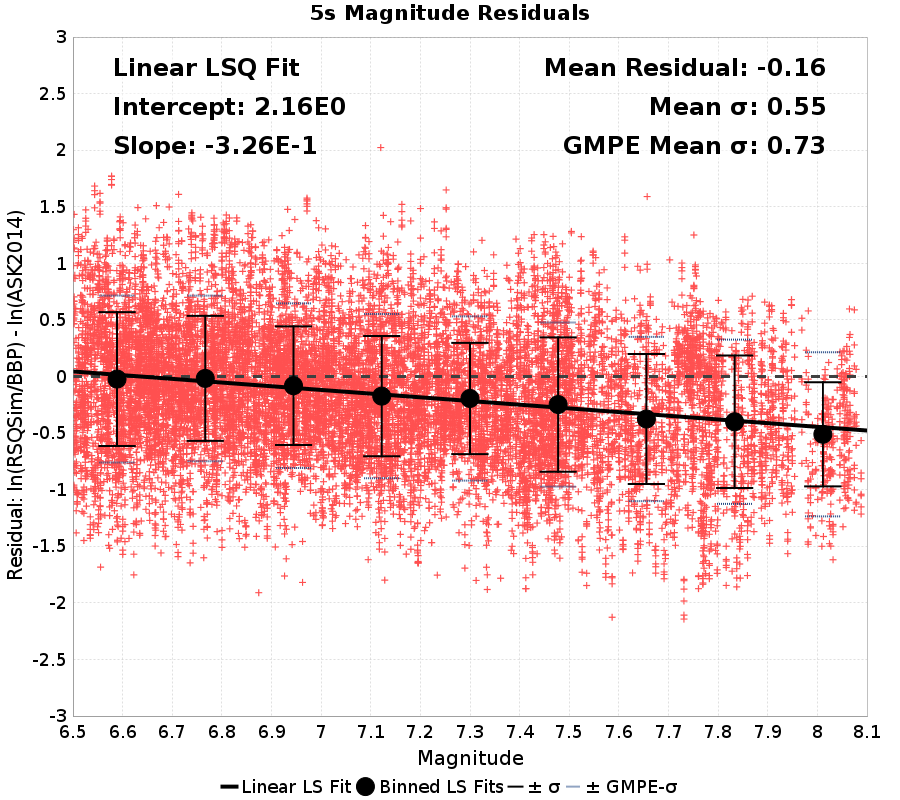 5s Magnitude Residuals
Linear LSQ Fit
Intercept: 2.16E0
Slope: -3.26E-1
Mean Residual: -0.16
Mean σ: 0.55
GMPE Mean σ: 0.73
Residual: ln(RSQSim/BBP) - ln(ASK2014)
3
2.5
2
1.5
1
0.5
0
-0.5
-1
-1.5
-2
-2.5
-3
6.5 6.6 6.7 6.8 6.9 7 7.1 7.2 7.3 7.4 7.5 7.6 7.7 7.8 7.9 8 8.1
Magnitude
Linear LS Fit Binned LS Fits ± σ ± GMPE-σ